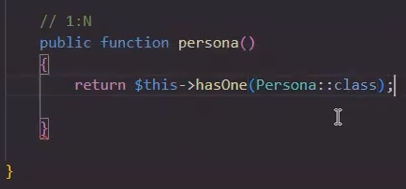 // 1:N
public function persona()
{
return $this->hasOne(Persona::class);
}
}